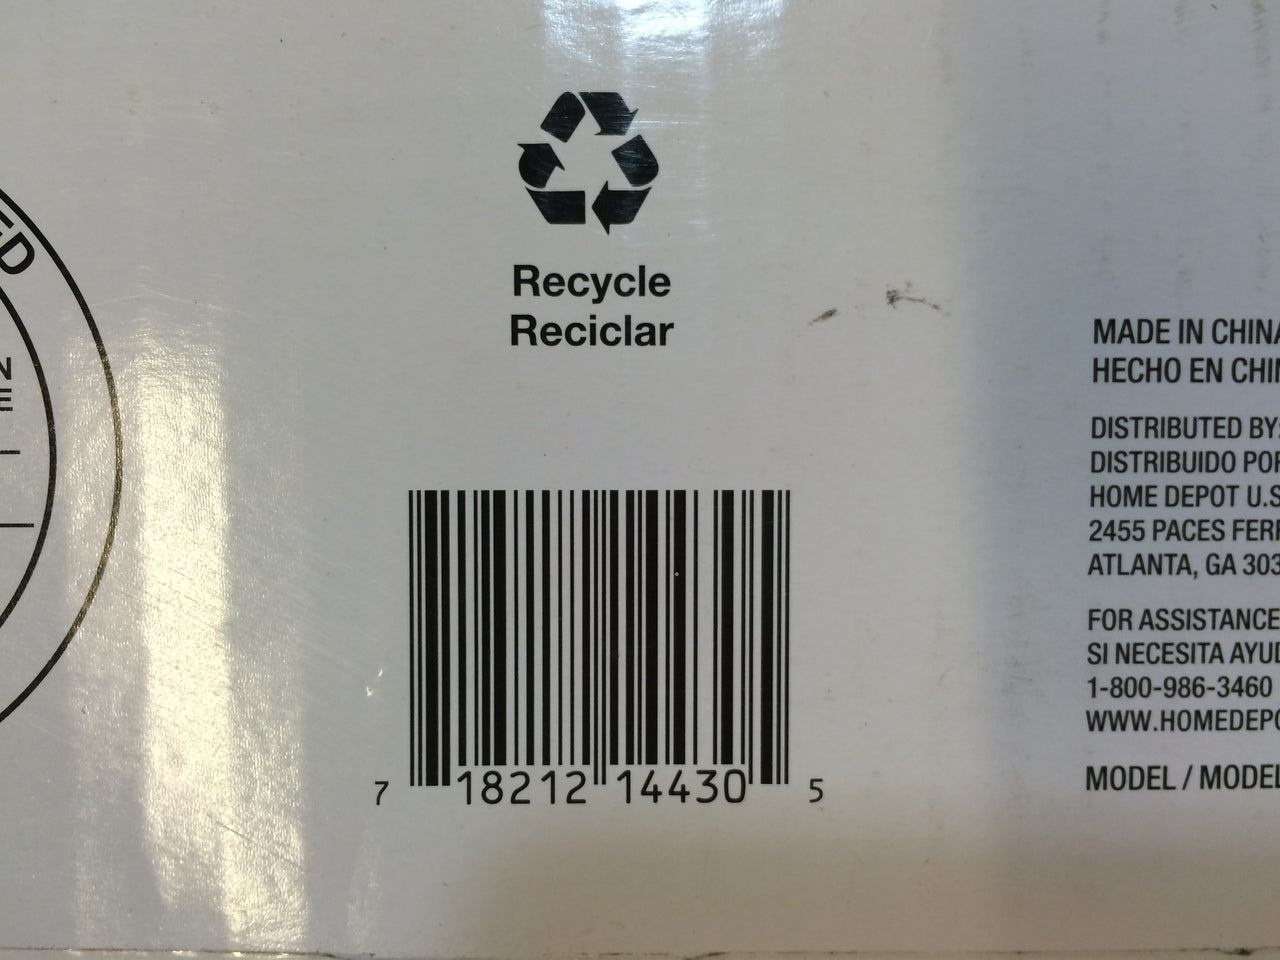 ED
N
E
Recycle
Reciclar
7 18212 14430 5
MADE IN CHINA
HECHO EN CHIN
DISTRIBUTED BY:
DISTRIBUIDO POR
HOME DEPOT U.S
2455 PACES FERR
ATLANTA, GA 303
FOR ASSISTANCE
SI NECESITA AYUD
1-800-986-3460
WWW.HOMEDEPO
MODEL / MODEL